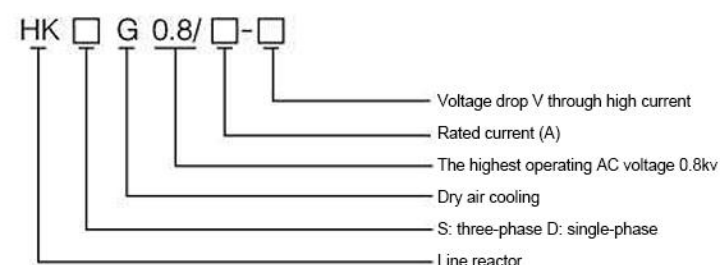 HK □ G 0.8/ □-□
Voltage drop V through high current
Rated current (A)
The highest operating AC voltage 0.8kv
Dry air cooling
S: three-phase D: single-phase
Line reactor